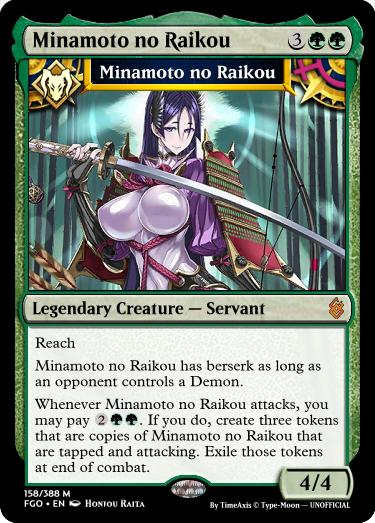 Minamoto no Raikou 3
Minamoto no Raikou
Legendary Creature — Servant
Reach
Minamoto no Raikou has berserk as long as
an opponent controls a Demon.
Whenever Minamoto no Raikou attacks, you
may pay 2. If you do, create three tokens
that are copies of Minamoto no Raikou that
are tapped and attacking. Exile those tokens
at end of combat.
4/4
158/388 M
FGO • EN HONJOU RAITA
By TimeAxis © Type-Moon — UNOFFICIAL